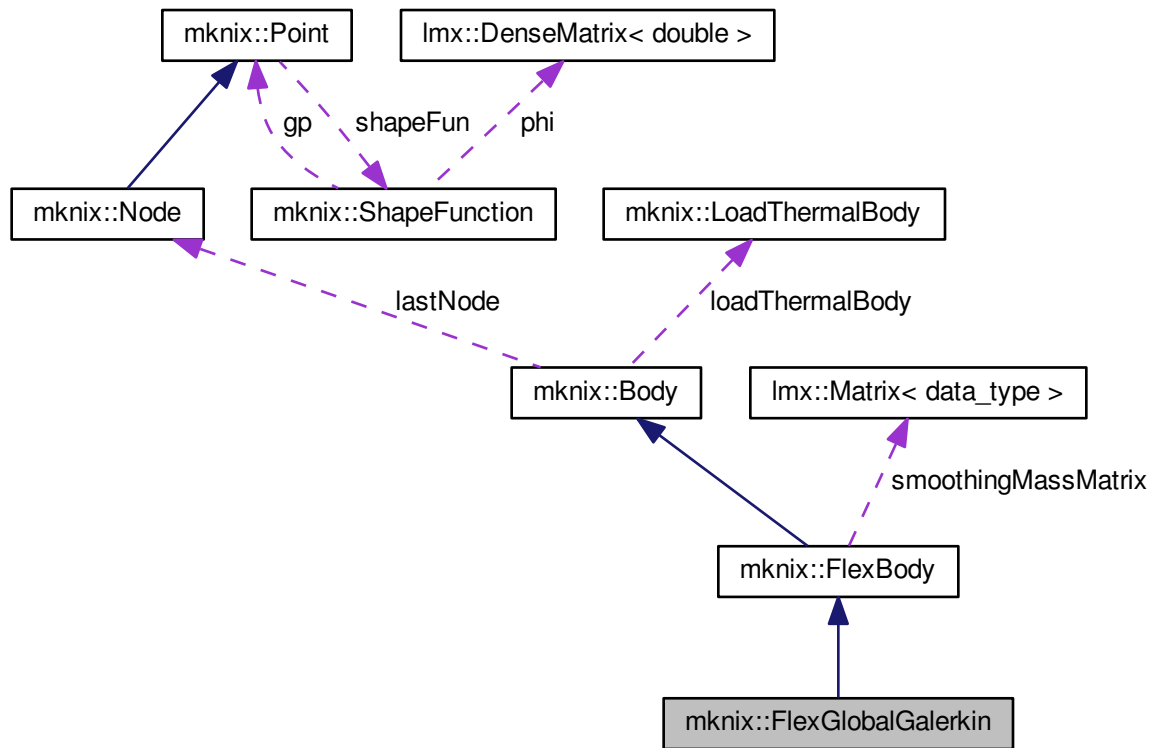 mknix::Point
lmx::DenseMatrix< double >
gp
shapeFun
phi
mknix::Node
mknix::ShapeFunction
mknix::LoadThermalBody
lastNode
loadThermalBody
mknix::Body
lmx::Matrix< data_type >
smoothingMassMatrix
mknix::FlexBody
mknix::FlexGlobalGalerkin